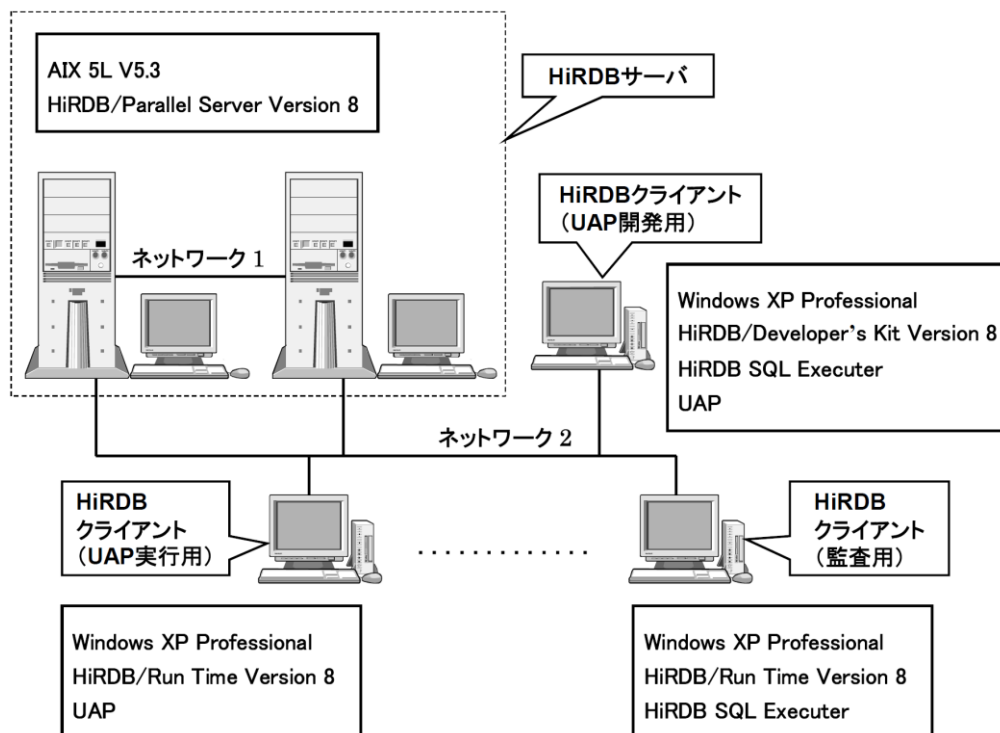 AIX 5L V5.3
HiRDB/Parallel Server Version 8
HiRDBサーバ
ネットワーク 1
HiRDBクライアント
（UAP開発用）
Windows XP Professional
HiRDB/Developer's Kit Version 8
HiRDB SQL Executer
UAP
ネットワーク 2
HiRDB
クライアント
（UAP実行用）
HiRDB
クライアント
（監査用）
Windows XP Professional
HiRDB/Run Time Version 8
UAP
Windows XP Professional
HiRDB/Run Time Version 8
HiRDB SQL Executer